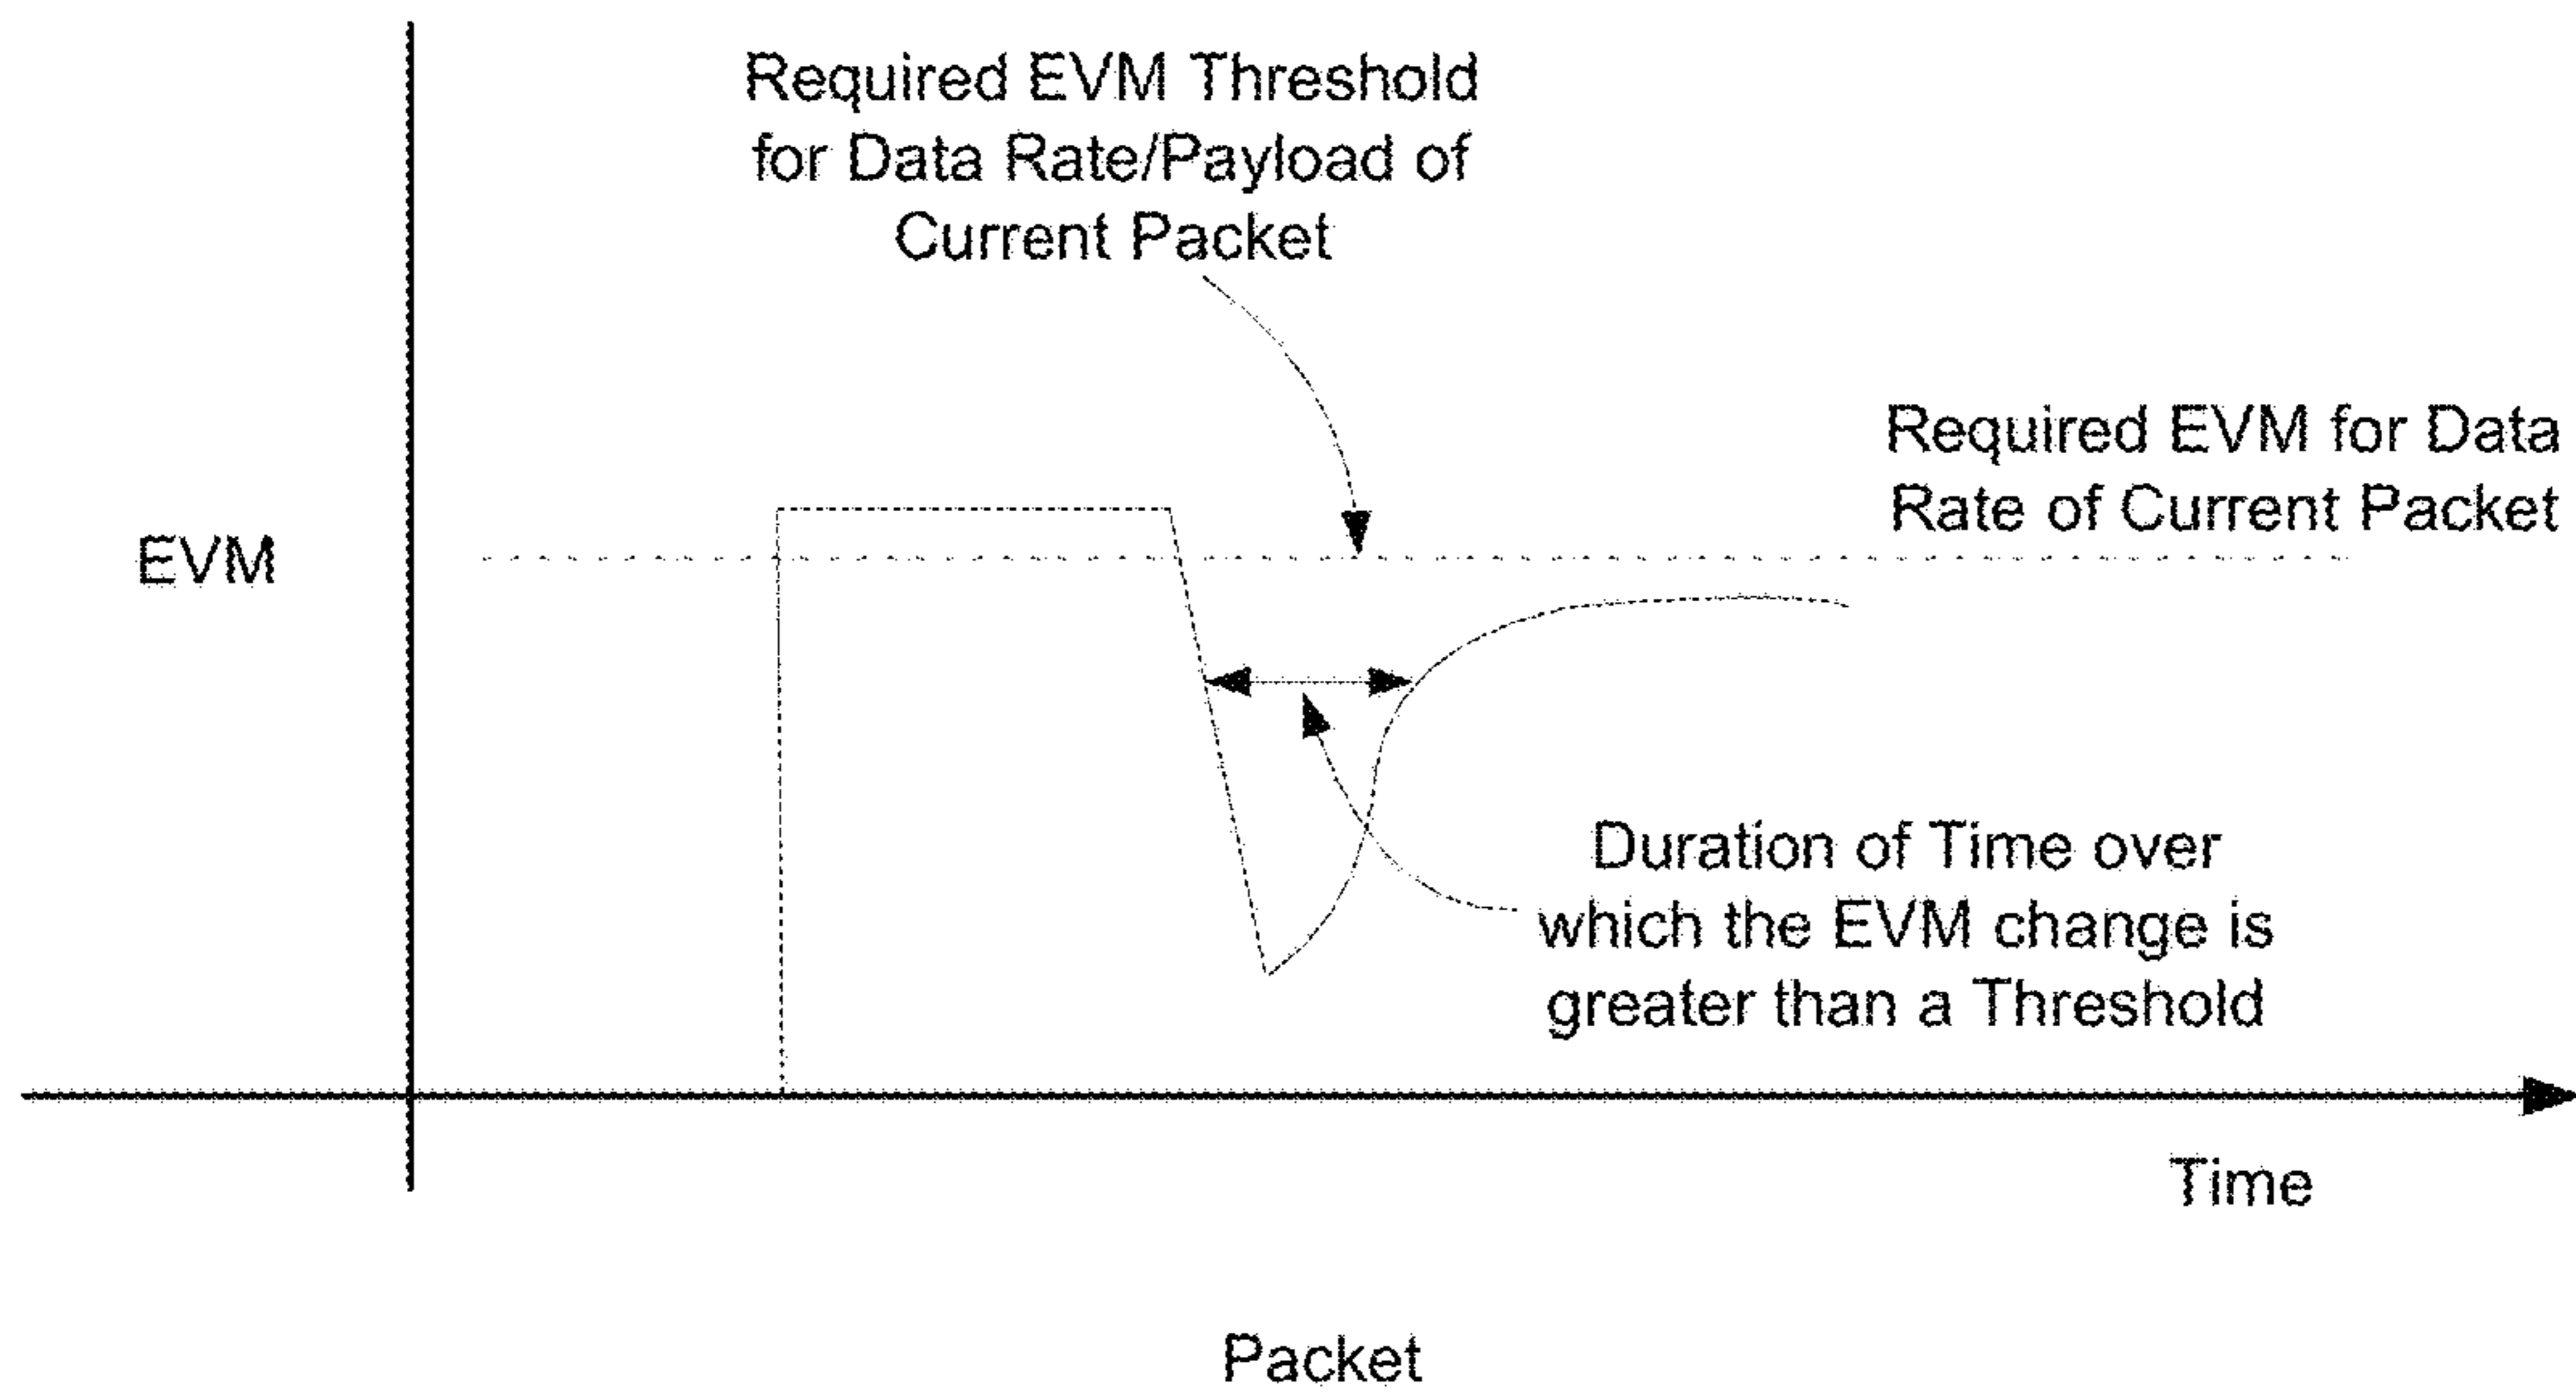 Required EVM Threshold
for Data Rate/Payload of
Current Packet
Required EVM for Data
Rate of Current Packet
EVM
Duration of Time over
which the EVM change is
greater than a Threshold
Time
Packet